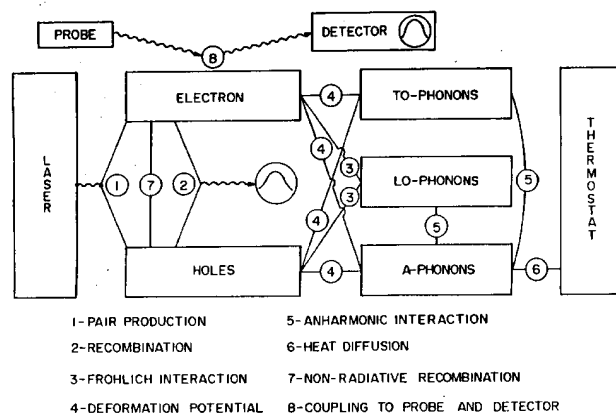 PROBE
DETECTOR
8
ELECTRON
4
TO-PHONONS
LASER
THERMOSTAT
4
3
1
7
2
LO-PHONONS
5
3
4
5
HOLES
4
A-PHONONS
6
1-PAIR PRODUCTION
2-RECOMBINATION
3-FROHLICH INTERACTION
4-DEFORMATION POTENTIAL
5-ANHARMONIC INTERACTION
6-HEAT DIFFUSION
7-NON-RADIATIVE RECOMBINATION
8-COUPLING TO PROBE AND DETECTOR